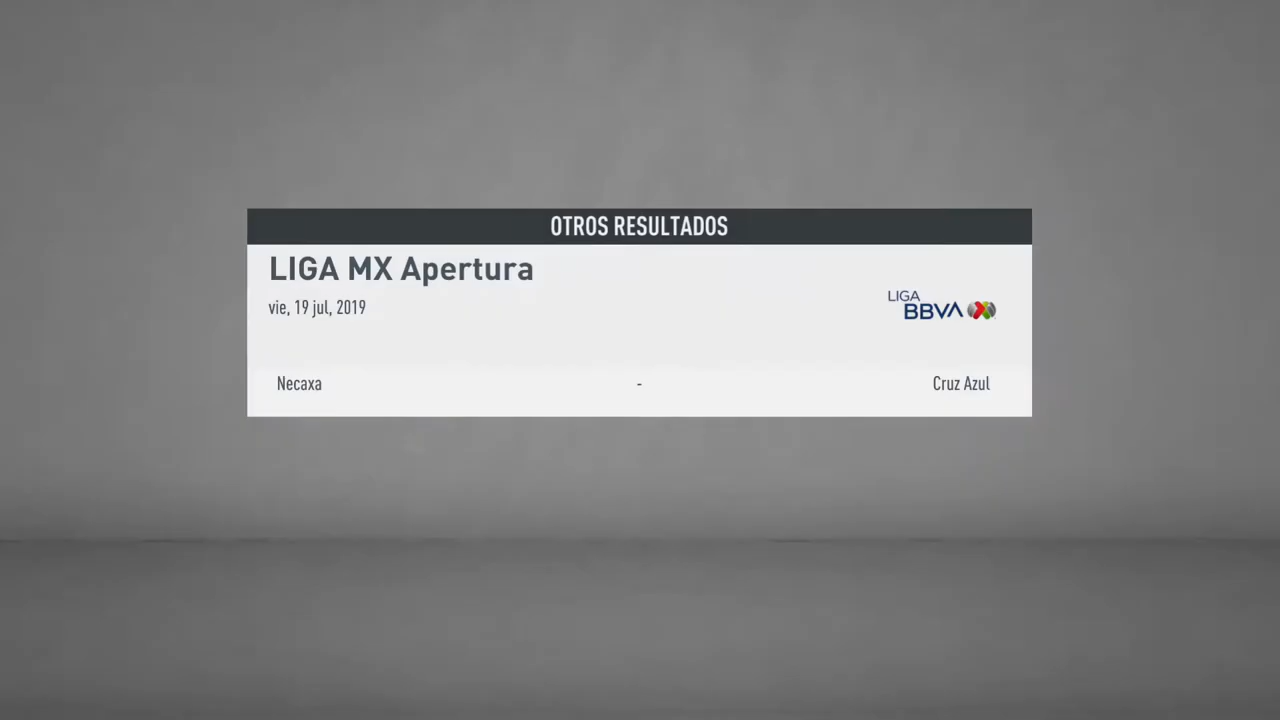 OTROS RESULTADOS
LIGA MX Apertura
vie, 19 jul, 2019
LIGA
BBVA
Necaxa - Cruz Azul